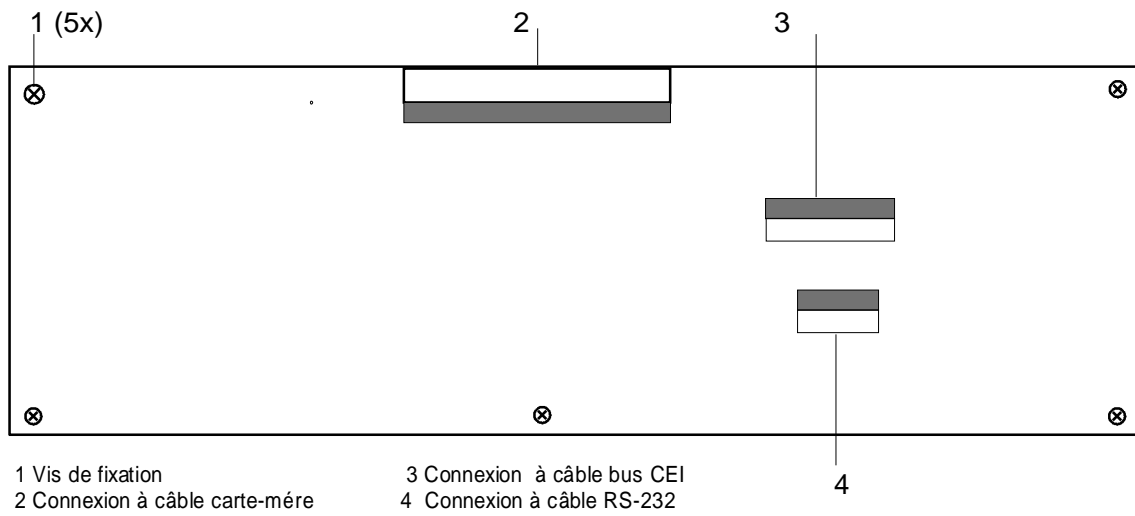 1 (5x)
2
3
4
1 Vis de fixation
2 Connexion à câble carte-mére
3 Connexion à câble bus CEI
4 Connexion à câble RS-232